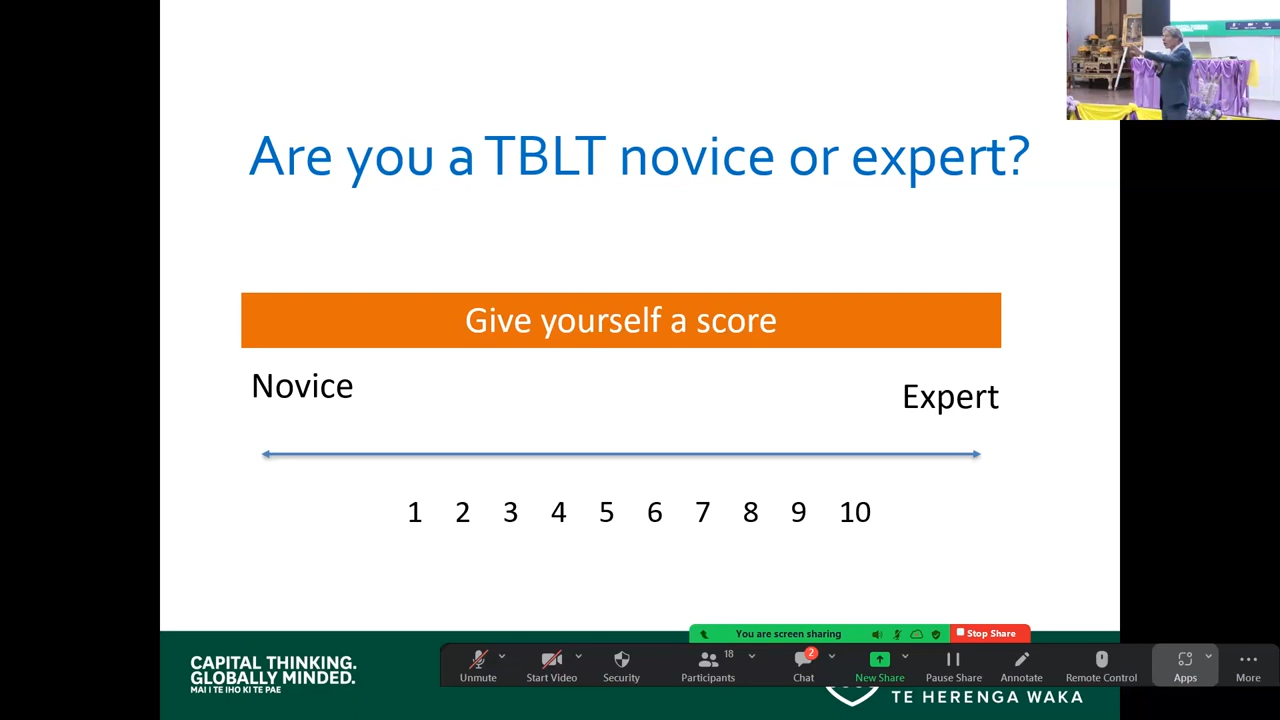 Are you a TBLT novice or expert?
Give yourself a score
Novice
Expert
1 2 3 4 5 6 7 8 9 10
You are screen sharing
Stop Share
CAPITAL THINKING.
GLOBALLY MINDED.
MAI I TE IHO KI TE PAE
Unmute
Start Video
Security
Participants
18
Chat
2
New Share
Pause Share
Annotate
Remote Control
Apps
More
TE HERENGA WAKA